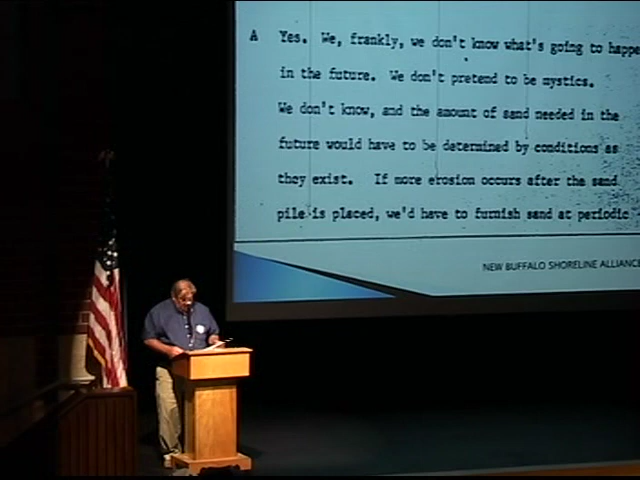 A Yes. We, frankly, we don't know what's going to happe
in the future. We don't pretend to be mystics.
We don't know, and the amount of sand needed in the
future would have to be determined by conditions as
they exist. If more erosion occurs after the sand
pile is placed, we'd have to furnish sand at periodic
NEW BUFFALO SHORELINE ALLIANCE